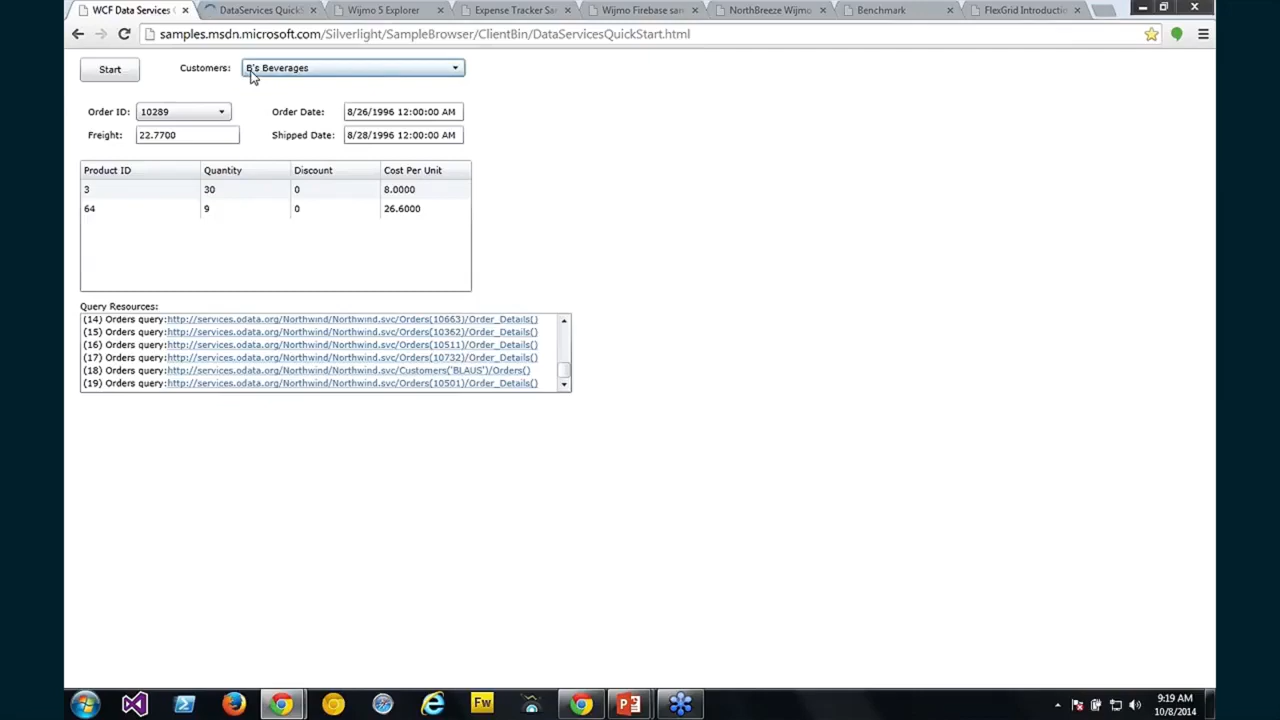 WCF Data Services
DataServices Quick
Wijmo 5 Explorer
Expense Tracker Sa
Wijmo Firebase sam
NorthBreeze Wijmo
Benchmark
FlexGrid Introductio
samples.msdn.microsoft.com/Silverlight/SampleBrowser/ClientBin/DataServicesQuickStart.html
Start
Customers: B's Beverages
Order ID: 10289 Order Date: 8/26/1996 12:00:00 AM
Freight: 22.7700 Shipped Date: 8/28/1996 12:00:00 AM
Product ID Quantity Discount Cost Per Unit
3 30 0 8.0000
64 9 0 26.6000
Query Resources:
(14) Orders query:http://services.odata.org/Northwind/Northwind.svc/Orders(10663)/Order_Details()
(15) Orders query:http://services.odata.org/Northwind/Northwind.svc/Orders(10362)/Order_Details()
(16) Orders query:http://services.odata.org/Northwind/Northwind.svc/Orders(10511)/Order_Details()
(17) Orders query:http://services.odata.org/Northwind/Northwind.svc/Orders(10732)/Order_Details()
(18) Orders query:http://services.odata.org/Northwind/Northwind.svc/Customers('BLAUS')/Orders()
(19) Orders query:http://services.odata.org/Northwind/Northwind.svc/Orders(10501)/Order_Details()
Fw
9:19 AM
10/8/2014